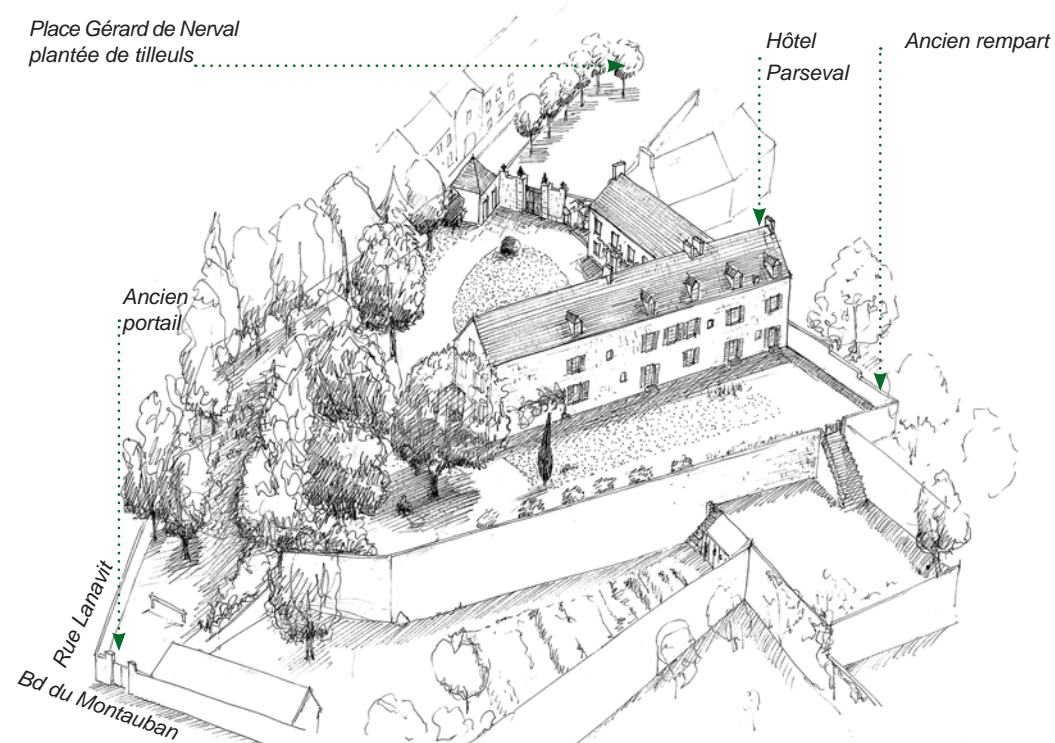 Place Gérard de Nerval
plantée de tilleuls
Hôtel
Parseval
Ancien rempart
Ancien
portail
Rue Lanavit
Bd du Montauban